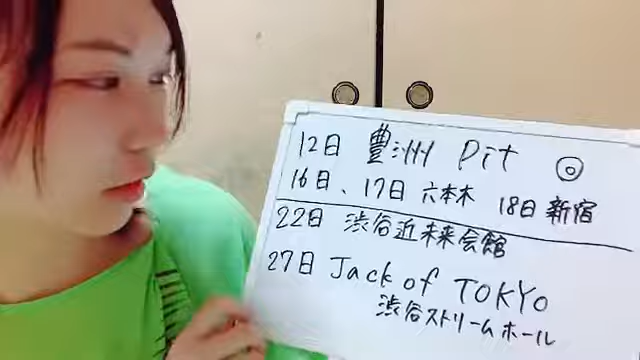 12日 豊洲 PiT ◎
16日、17日 六本木 18日 新宿
22日 渋谷近未来会館
27日 Jack of TOKYO
渋谷ストリームホール